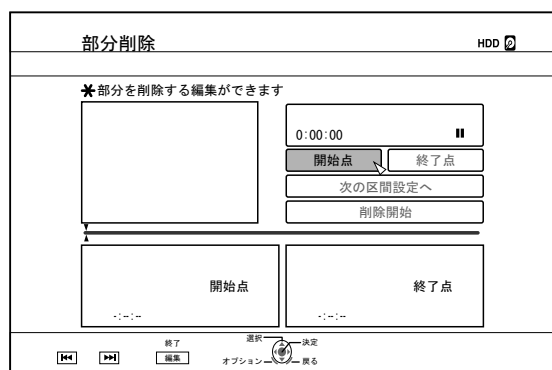 部分削除
HDD
部分を削除する編集ができます
0:00:00
開始点
終了点
次の区間設定へ
削除開始
開始点
-:--:--
終了点
-:--:--
終了
編集
選択
決定
オプション
戻る